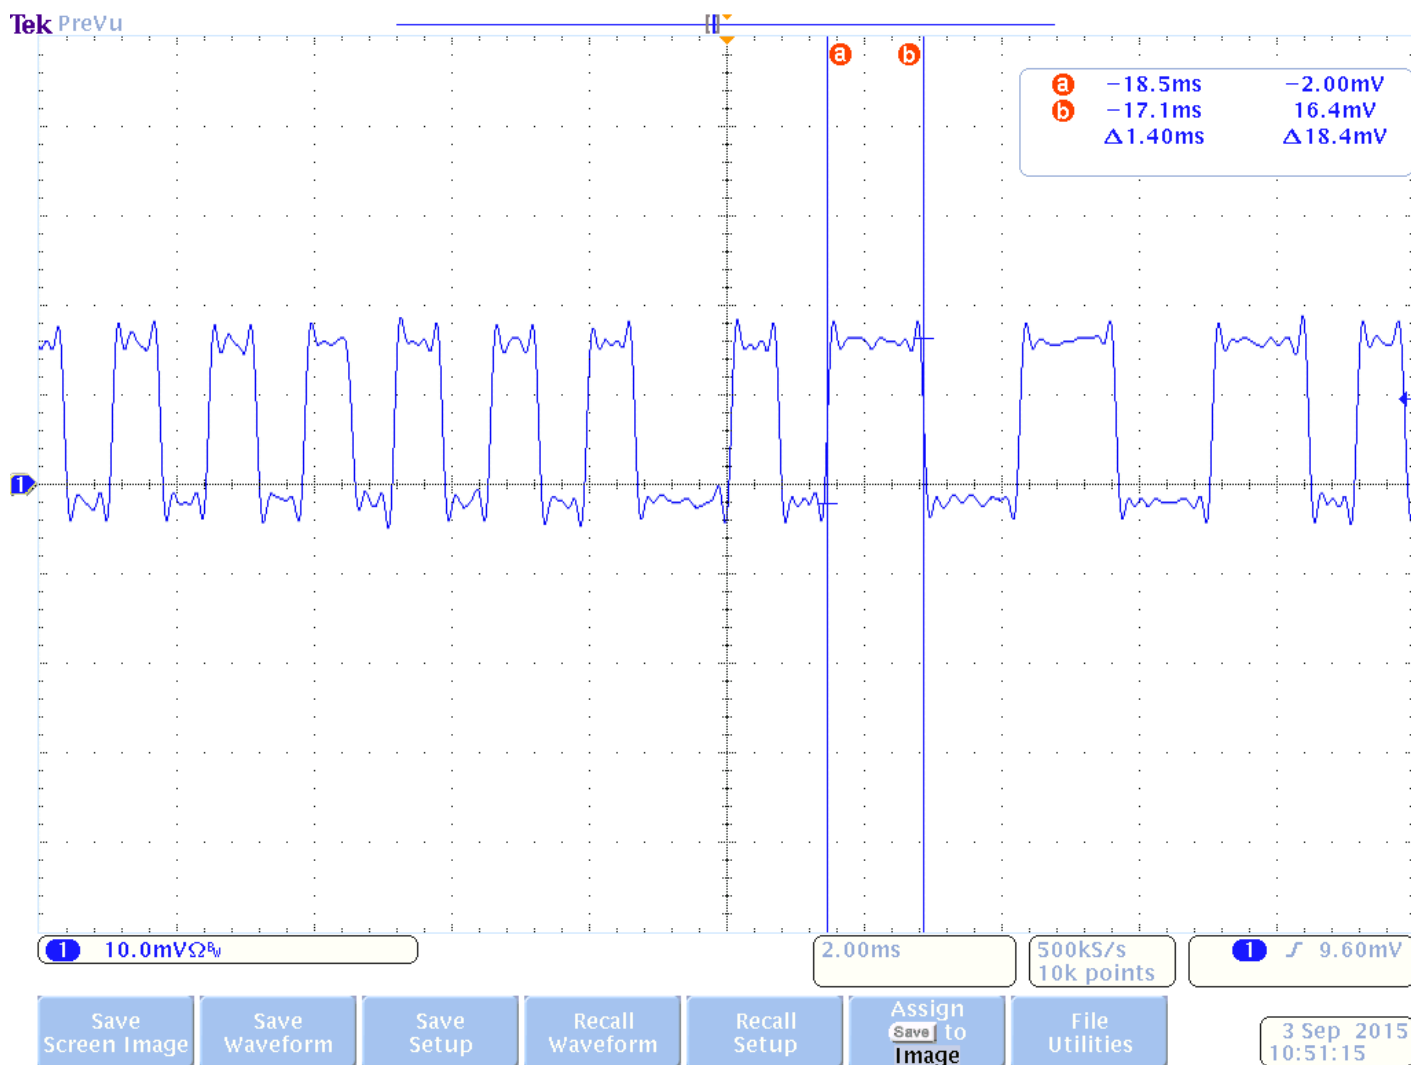 Tek PreVu
a b
a −18.5ms −2.00mV
b −17.1ms 16.4mV
Δ1.40ms Δ18.4mV
1
1 10.0mVΩBW
2.00ms
500kS/s
10k points
1 9.60mV
Save
Screen Image
Save
Waveform
Save
Setup
Recall
Waveform
Recall
Setup
Assign
Save to
Image
File
Utilities
3 Sep 2015
10:51:15